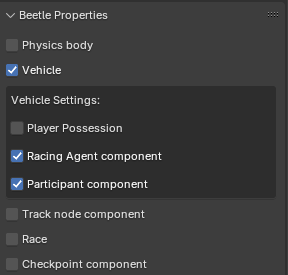 Beetle Properties
Physics body
Vehicle
Vehicle Settings:
Player Possession
Racing Agent component
Participant component
Track node component
Race
Checkpoint component